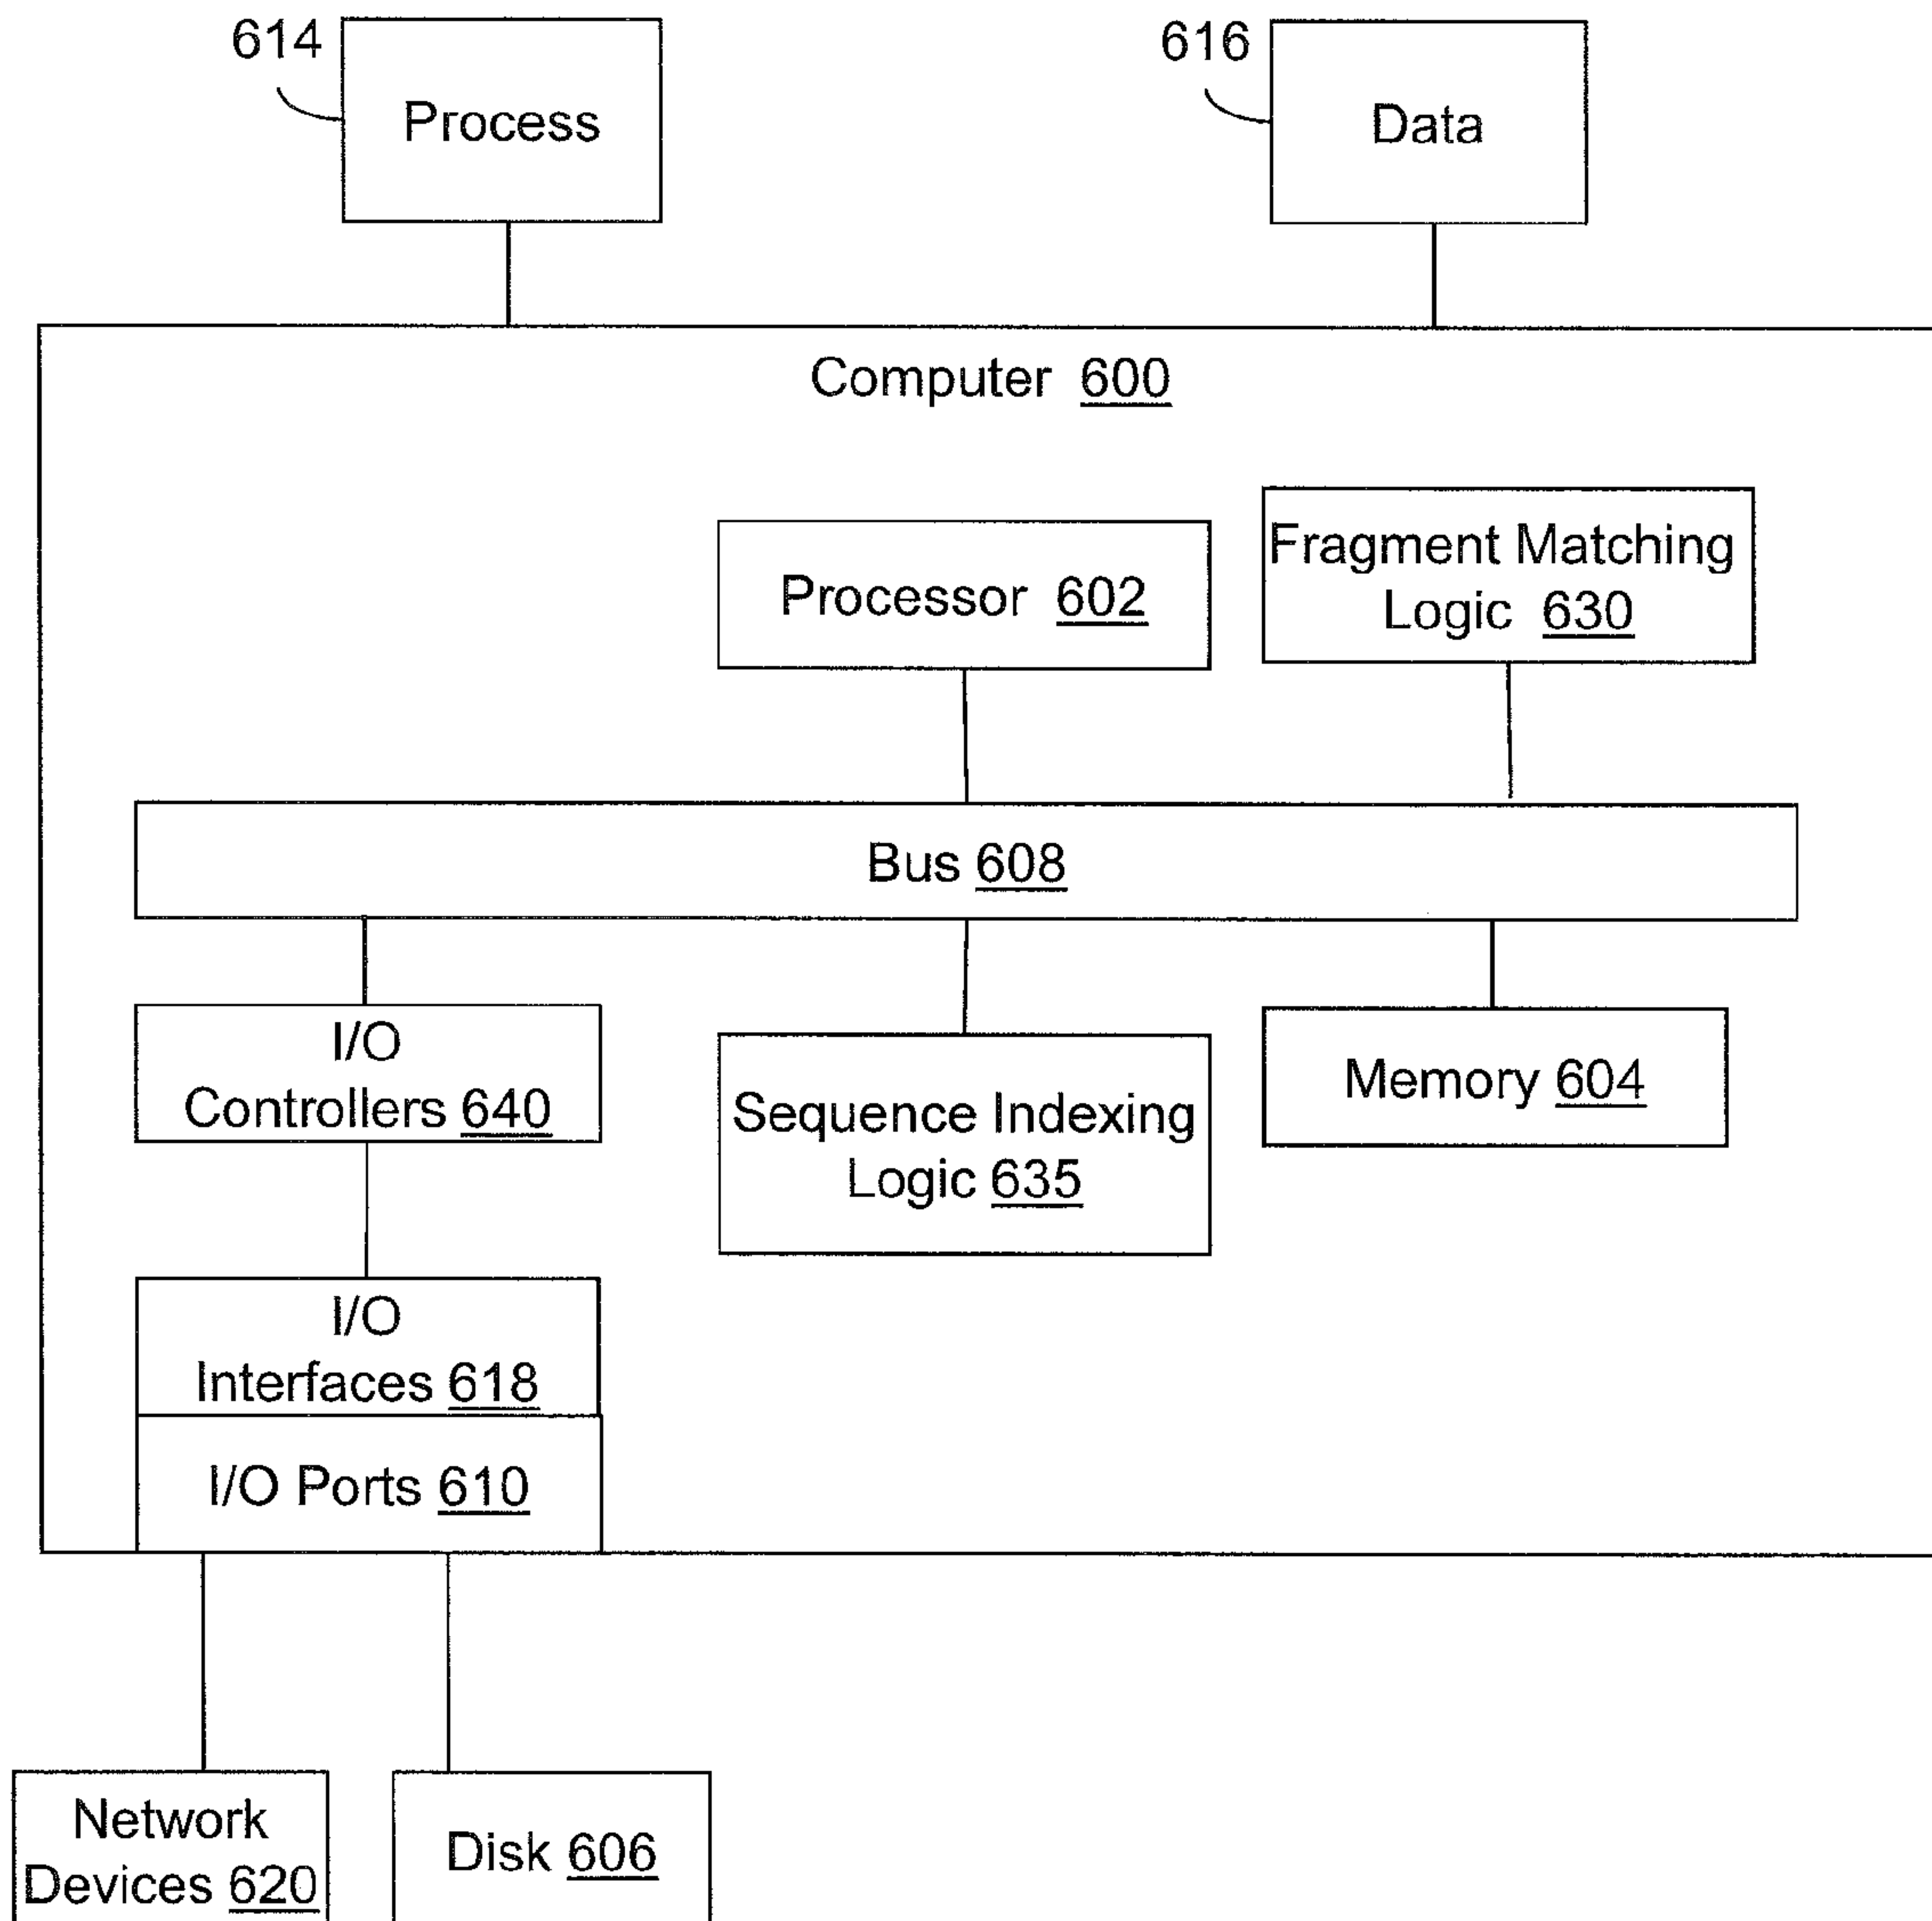 614
Process
616
Data
Computer 600
Processor 602
Fragment Matching
Logic 630
Bus 608
I/O
Controllers 640
Sequence Indexing
Logic 635
Memory 604
I/O
Interfaces 618
I/O Ports 610
Network
Devices 620
Disk 606